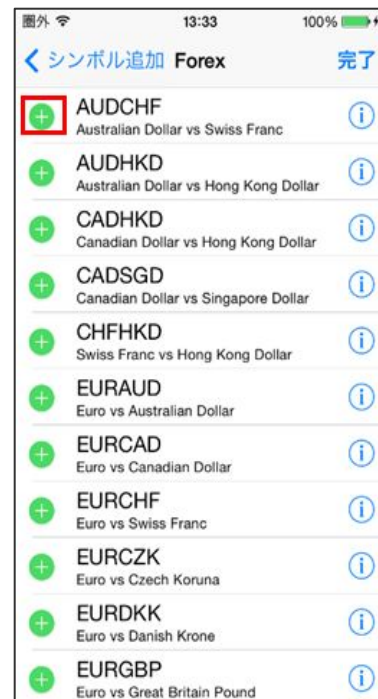 圏外 13:33 100%
シンボル追加 Forex 完了
AUDCHF
Australian Dollar vs Swiss Franc
AUDHKD
Australian Dollar vs Hong Kong Dollar
CADHKD
Canadian Dollar vs Hong Kong Dollar
CADSGD
Canadian Dollar vs Singapore Dollar
CHFHKD
Swiss Franc vs Hong Kong Dollar
EURAUD
Euro vs Australian Dollar
EURCAD
Euro vs Canadian Dollar
EURCHF
Euro vs Swiss Franc
EURCZK
Euro vs Czech Koruna
EURDKK
Euro vs Danish Krone
EURGBP
Euro vs Great Britain Pound